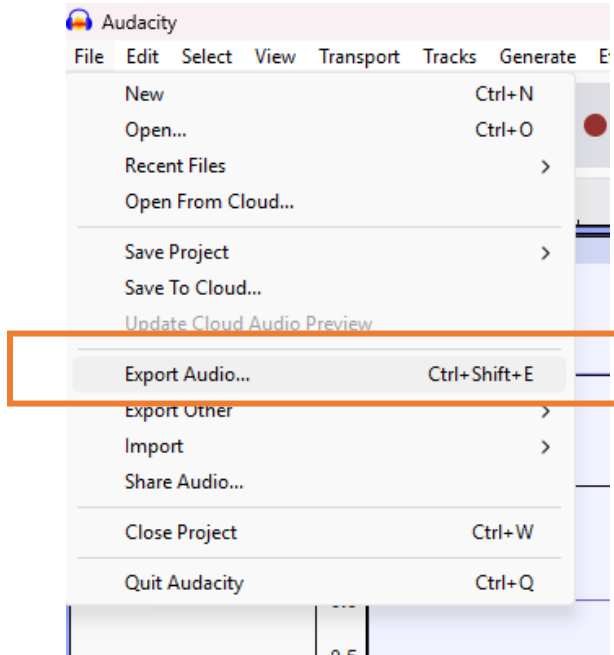 Audacity
File Edit Select View Transport Tracks Generate
New Ctrl+N
Open... Ctrl+O
Recent Files >
Open From Cloud...
Save Project >
Save To Cloud...
Update Cloud Audio Preview
Export Audio... Ctrl+Shift+E
Export Other >
Import >
Share Audio...
Close Project Ctrl+W
Quit Audacity Ctrl+Q